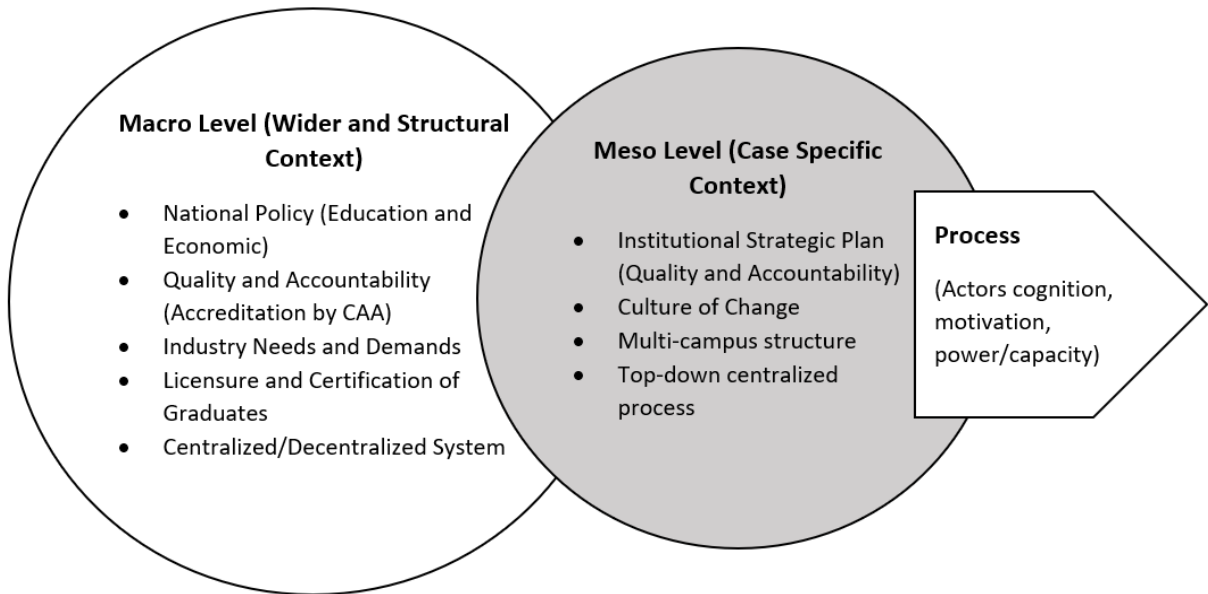 Macro Level (Wider and Structural
Context)
• National Policy (Education and
Economic)
• Quality and Accountability
(Accreditation by CAA)
• Industry Needs and Demands
• Licensure and Certification of
Graduates
• Centralized/Decentralized System
Meso Level (Case Specific
Context)
• Institutional Strategic Plan
(Quality and Accountability)
• Culture of Change
• Multi-campus structure
• Top-down centralized
process
Process
(Actors cognition,
motivation,
power/capacity)